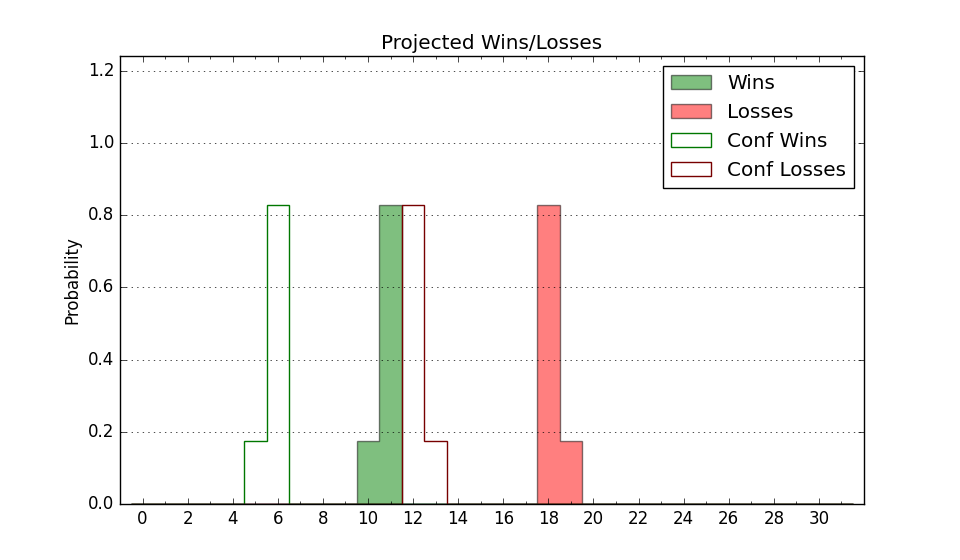 Projected Wins/Losses
1.2
1.0
0.8
0.6
0.4
0.2
0.0
Probability
Wins
Losses
Conf Wins
Conf Losses
0 2 4 6 8 10 12 14 16 18 20 22 24 26 28 30